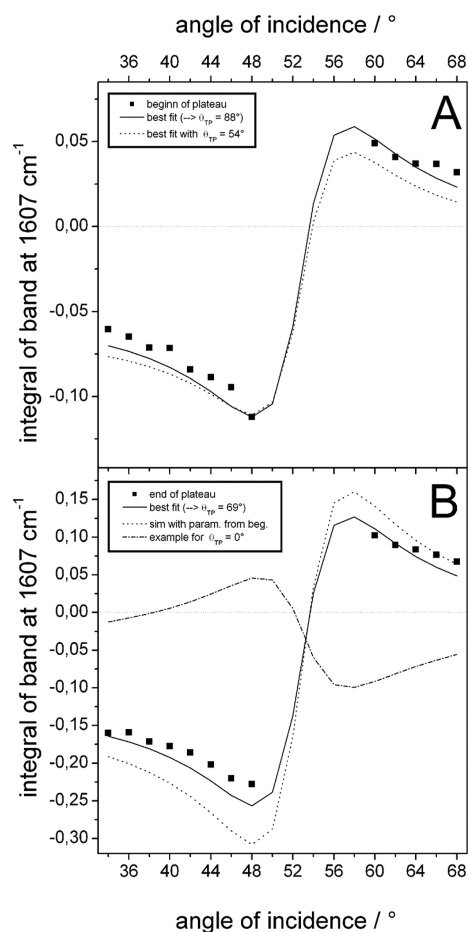 angle of incidence / °
36 40 44 48 52 56 60 64 68
A
beginn of plateau
best fit (--> θTP = 88°)
best fit with θTP = 54°
0,05
0,00
-0,05
-0,10
integral of band at 1607 cm⁻¹
B
end of plateau
best fit (--> θTP = 69°)
sim with param. from beg.
example for θTP = 0°
0,15
0,10
0,05
0,00
-0,05
-0,10
-0,15
-0,20
-0,25
-0,30
integral of band at 1607 cm⁻¹
36 40 44 48 52 56 60 64 68
angle of incidence / °